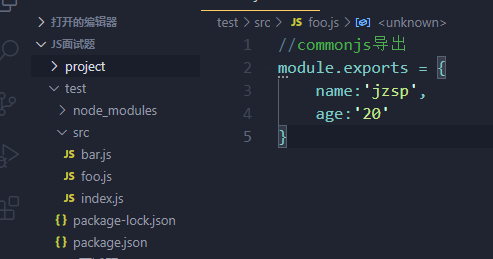 打开的编辑器
JS面试题
project
test
node_modules
src
JS bar.js
JS foo.js
JS index.js
{} package-lock.json
{} package.json
test > src > JS foo.js > <unknown>
1 //commonjs导出
2 module.exports = {
3 name:'jzsp',
4 age:'20'
5 }